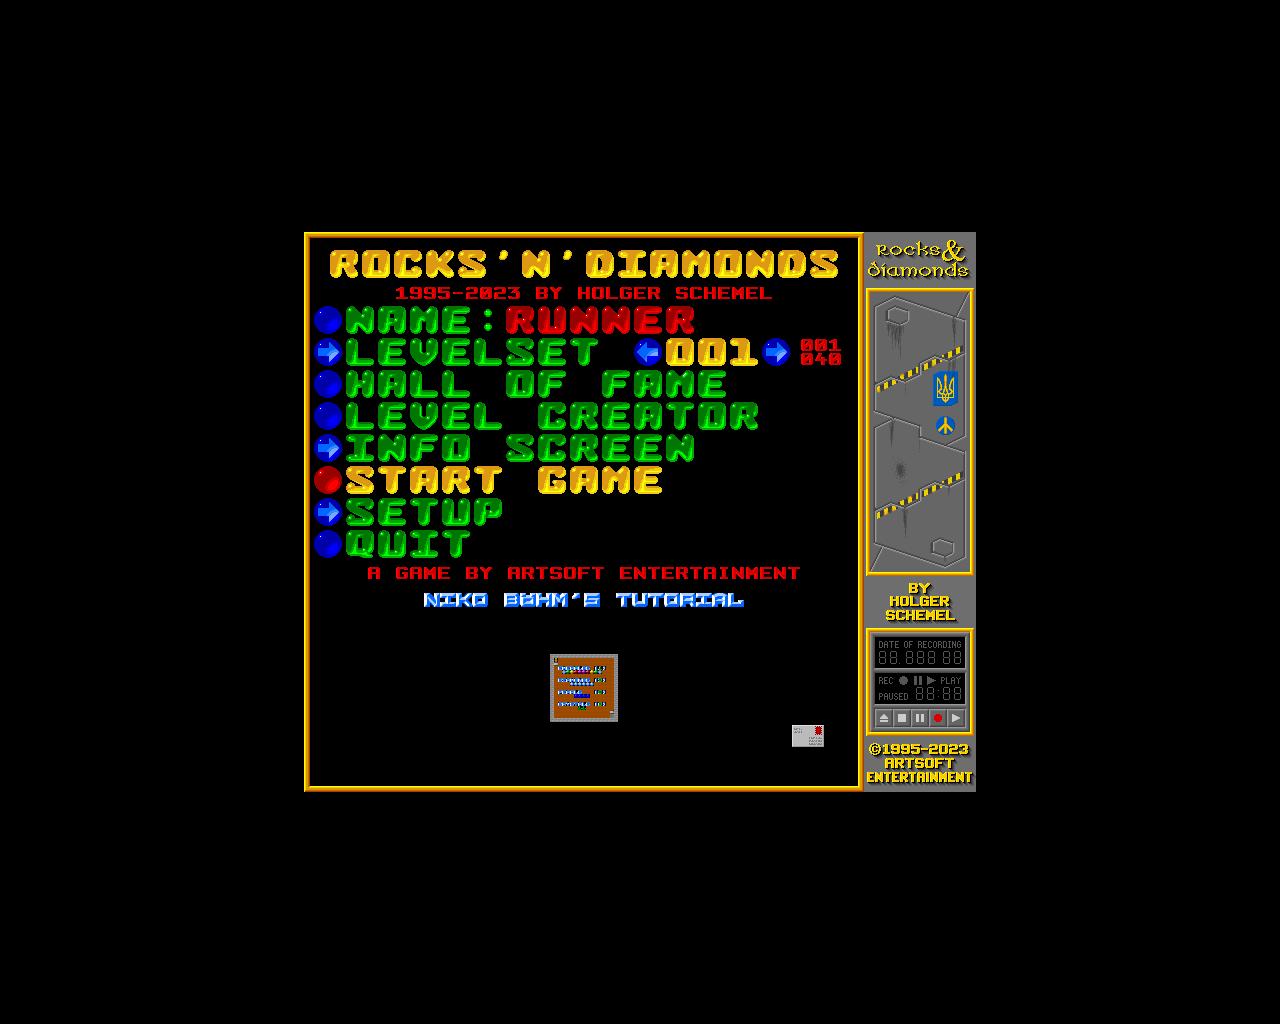 ROCKS'N'DIAMONDS
1995-2023 BY HOLGER SCHEMEL
NAME:RUNNER
LEVELSET 001 001
040
HALL OF FAME
LEVEL CREATOR
INFO SCREEN
START GAME
SETUP
QUIT
A GAME BY ARTSOFT ENTERTAINMENT
NIKO BÖHM'S TUTORIAL
Rocks&
diamonds
BY
HOLGER
SCHEMEL
DATE OF RECORDING
REC PLAY
PAUSED
©1995-2023
ARTSOFT
ENTERTAINMENT